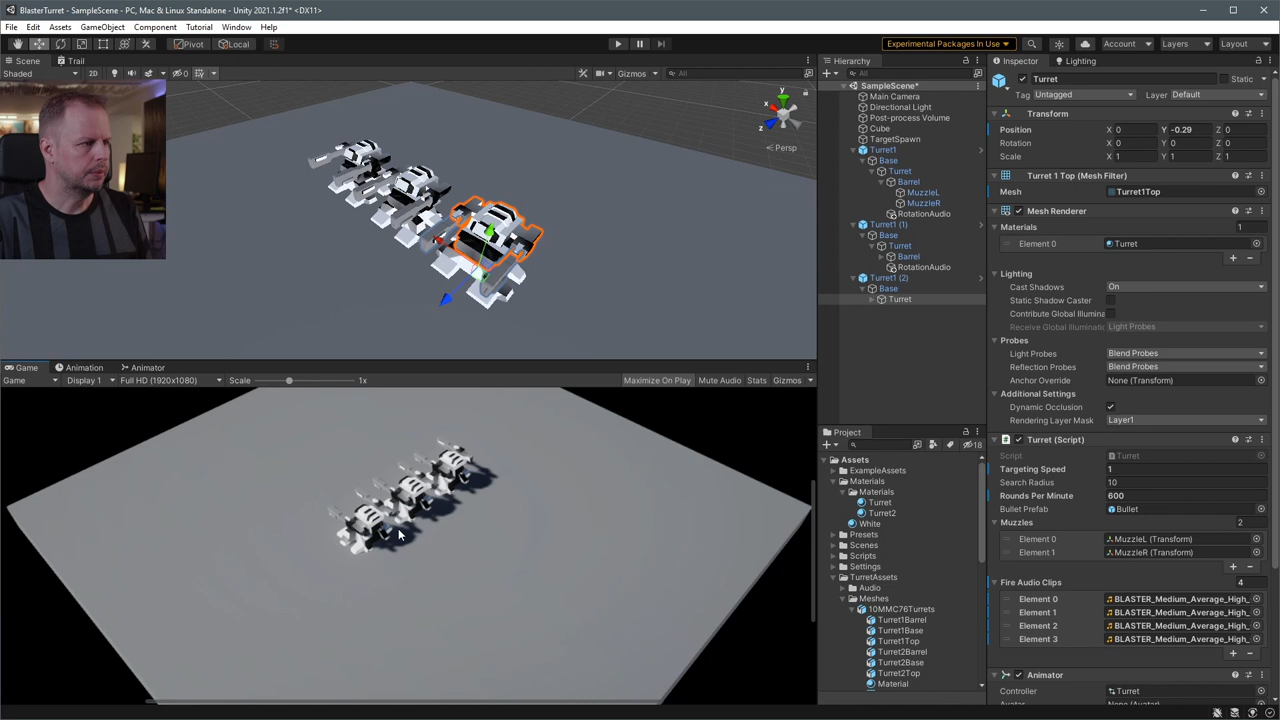 BlasterTurret - SampleScene - PC, Mac & Linux Standalone - Unity 2021.1.2f1* <DX11>
File Edit Assets GameObject Component Tutorial Window Help
Pivot Local Experimental Packages In Use Account Layers Layout
Scene Trail
Shaded 2D 0 Gizmos All
y
x
z
Persp
Game Animation Animator
Game Display 1 Full HD (1920x1080) Scale 1x Maximize On Play Mute Audio Stats Gizmos
Hierarchy
All
SampleScene*
Main Camera
Directional Light
Post-process Volume
Cube
TargetSpawn
Turret1
Base
Turret
Barrel
MuzzleL
MuzzleR
RotationAudio
Turret1 (1)
Base
Turret
Barrel
RotationAudio
Turret1 (2)
Base
Turret
Project
18
Assets
ExampleAssets
Materials
Materials
Turret
Turret2
White
Presets
Scenes
Scripts
Settings
TurretAssets
Audio
Meshes
10MMC76Turrets
Turret1Barrel
Turret1Base
Turret1Top
Turret2Barrel
Turret2Base
Turret2Top
Material
Inspector Lighting
Turret Static
Tag Untagged Layer Default
Transform
Position X 0 Y -0.29 Z 0
Rotation X 0 Y 0 Z 0
Scale X 1 Y 1 Z 1
Turret 1 Top (Mesh Filter)
Mesh Turret1Top
Mesh Renderer
Materials 1
Element 0 Turret
Lighting
Cast Shadows On
Static Shadow Caster
Contribute Global Illumina
Receive Global Illuminatic Light Probes
Probes
Light Probes Blend Probes
Reflection Probes Blend Probes
Anchor Override None (Transform)
Additional Settings
Dynamic Occlusion
Rendering Layer Mask Layer1
Turret (Script)
Script Turret
Targeting Speed 1
Search Radius 10
Rounds Per Minute 600
Bullet Prefab Bullet
Muzzles 2
Element 0 MuzzleL (Transform)
Element 1 MuzzleR (Transform)
Fire Audio Clips 4
Element 0 BLASTER_Medium_Average_High_
Element 1 BLASTER_Medium_Average_High_
Element 2 BLASTER_Medium_Average_High_
Element 3 BLASTER_Medium_Average_High_
Animator
Controller Turret